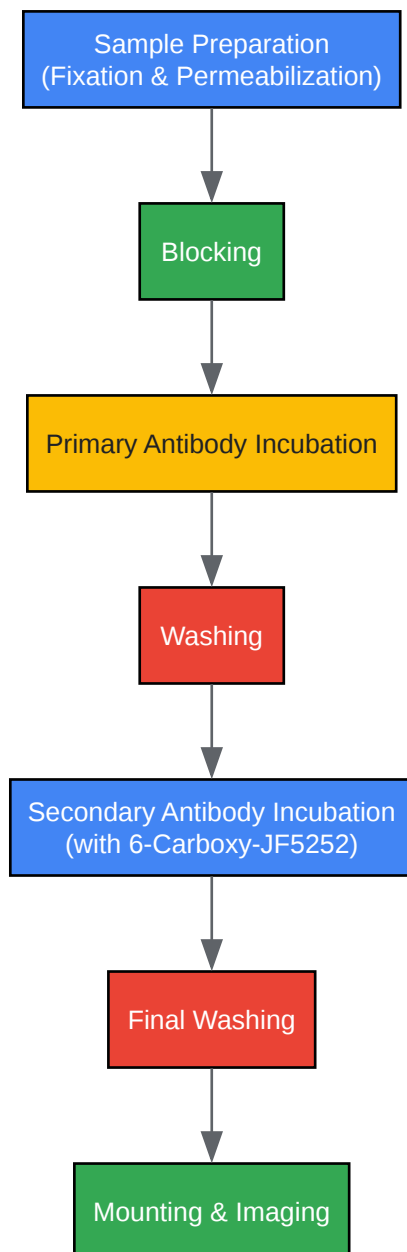 Sample Preparation
(Fixation & Permeabilization)
Blocking
Primary Antibody Incubation
Washing
Secondary Antibody Incubation
(with 6-Carboxy-JF5252)
Final Washing
Mounting & Imaging